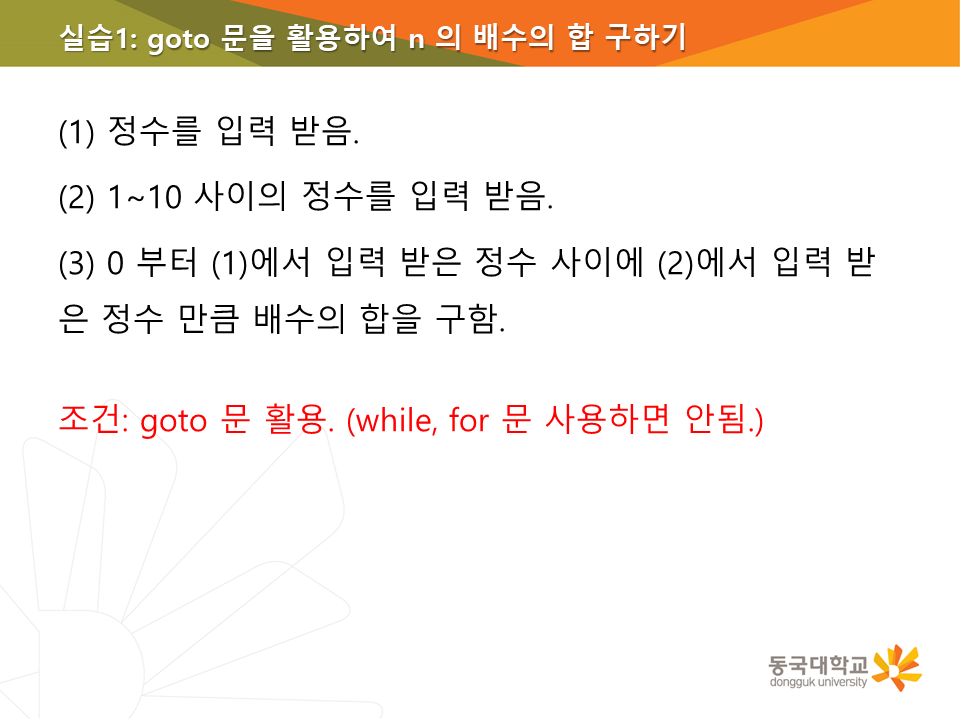 실습1: goto 문을 활용하여 n 의 배수의 합 구하기
(1) 정수를 입력 받음.
(2) 1~10 사이의 정수를 입력 받음.
(3) 0 부터 (1)에서 입력 받은 정수 사이에 (2)에서 입력 받
은 정수 만큼 배수의 합을 구함.
조건: goto 문 활용. (while, for 문 사용하면 안됨.)
동국대학교
dongguk university